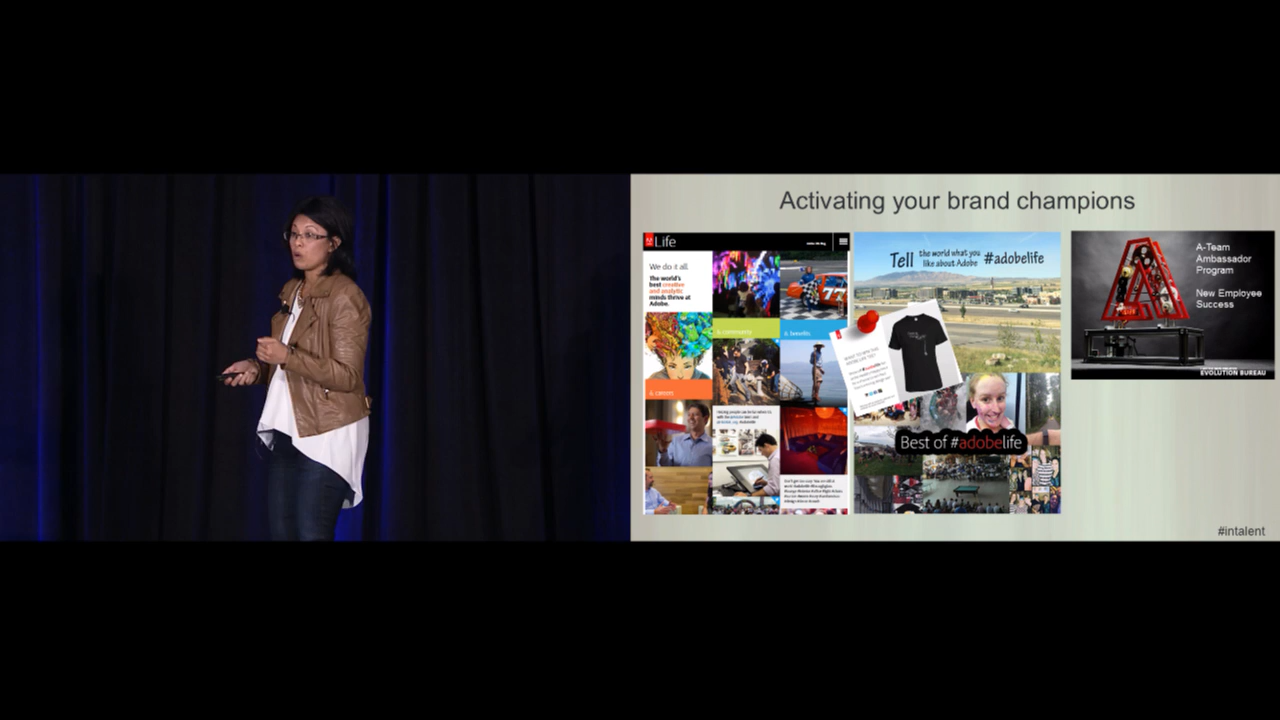 Activating your brand champions
Life
We do it all.
The world's
best creative
and analytic
minds thrive at
Adobe.
& community
& benefits
& careers
Tell the world what you
like about Adobe #adobelife
Best of #adobelife
A-Team
Ambassador
Program
New Employee
Success
EVOLUTION BUREAU
#intalent